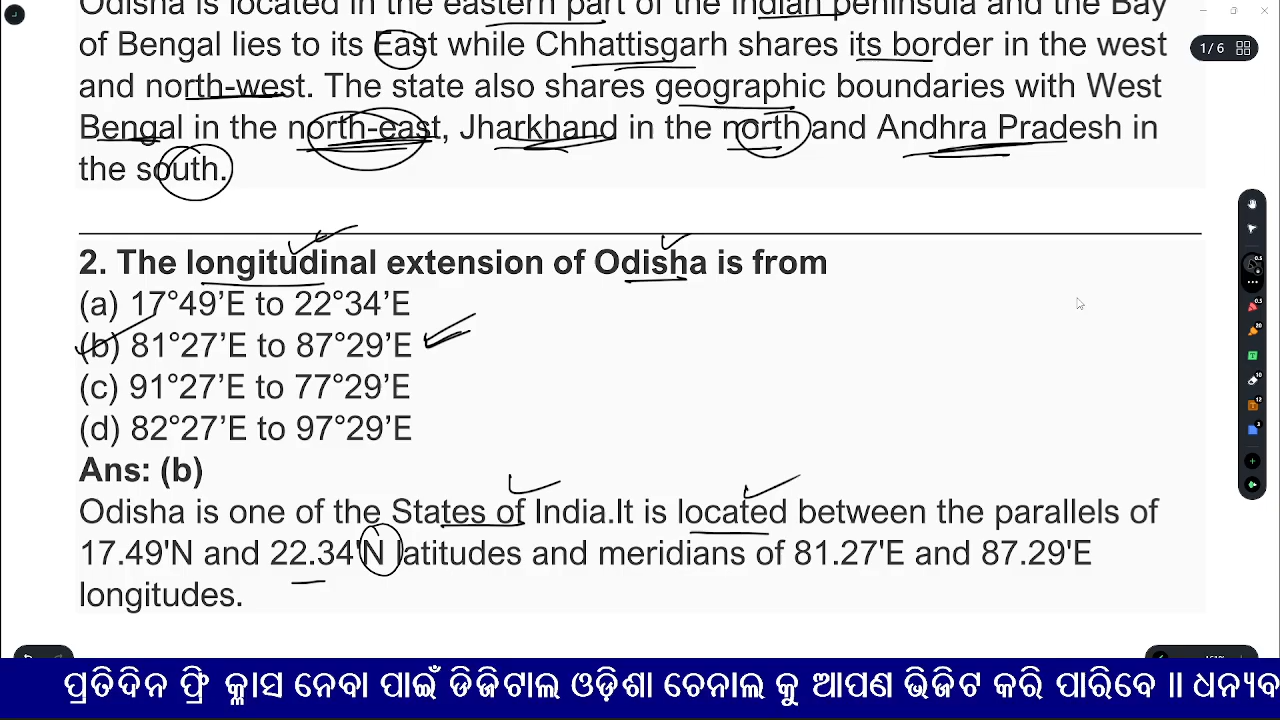 Odisha is located in the eastern part of the Indian peninsula and the Bay
of Bengal lies to its East while Chhattisgarh shares its border in the west
and north-west. The state also shares geographic boundaries with West
Bengal in the north-east, Jharkhand in the north and Andhra Pradesh in
the south.
1/6
2. The longitudinal extension of Odisha is from
(a) 17°49’E to 22°34’E
(b) 81°27’E to 87°29’E
(c) 91°27’E to 77°29’E
(d) 82°27’E to 97°29’E
Ans: (b)
Odisha is one of the States of India.It is located between the parallels of
17.49'N and 22.34'N latitudes and meridians of 81.27'E and 87.29'E
longitudes.
ପ୍ରତିଦିନ ଫ୍ରି କ୍ଳାସ ନେବା ପାଇଁ ଡିଜିଟାଲ ଓଡ଼ିଶା ଚେନାଲ କୁ ଆପଣ ଭିଜିଟ କରି ପାରିବେ ॥ ଧନ୍ୟବ